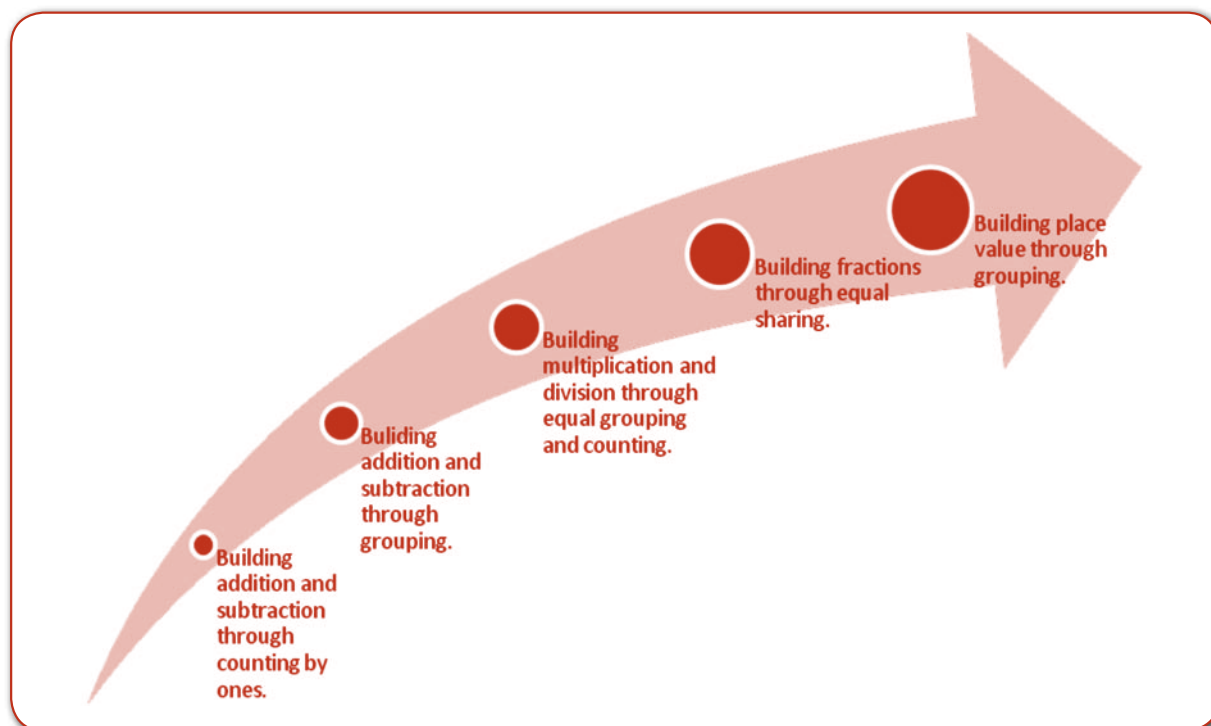 Building
addition and
subtraction
through
counting by
ones.
Buliding
addition and
subtraction
through
grouping.
Building
multiplication and
division through
equal grouping
and counting.
Building fractions
through equal
sharing.
Building place
value through
grouping.